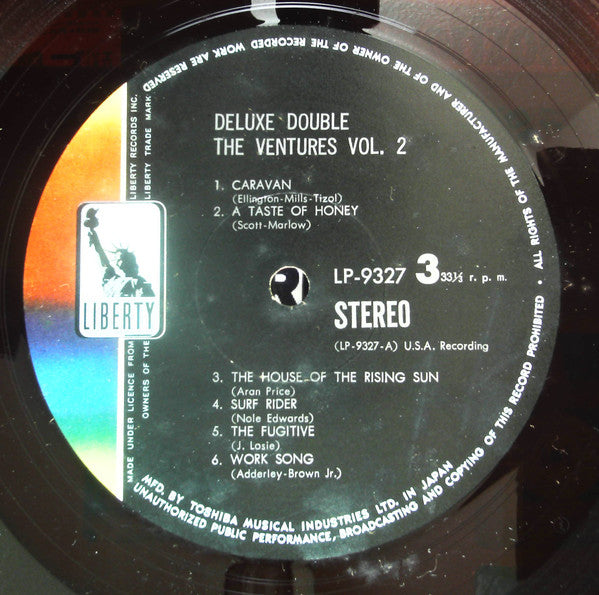 ALL RIGHTS OF THE MANUFACTURER AND OF THE OWNER OF THE RECORDED WORK ARE RESERVED
DELUXE DOUBLE
THE VENTURES VOL. 2
1. CARAVAN
(Ellington-Mills-Tizol)
2. A TASTE OF HONEY
(Scott-Marlow)
LP-9327 3 33⅓ r. p. m.
STEREO
(LP-9327-A) U.S.A. Recording
3. THE HOUSE OF THE RISING SUN
(Aran Price)
4. SURF RIDER
(Nole Edwards)
5. THE FUGITIVE
(J. Losie)
6. WORK SONG
(Adderley-Brown Jr.)
LIBERTY
MADE UNDER LICENCE FROM LIBERTY RECORDS INC.
OWNERS OF THE LIBERTY TRADE MARK
MFD. BY TOSHIBA MUSICAL INDUSTRIES LTD. IN JAPAN
UNAUTHORIZED PUBLIC PERFORMANCE, BROADCASTING AND COPYING OF THIS RECORD PROHIBITED •